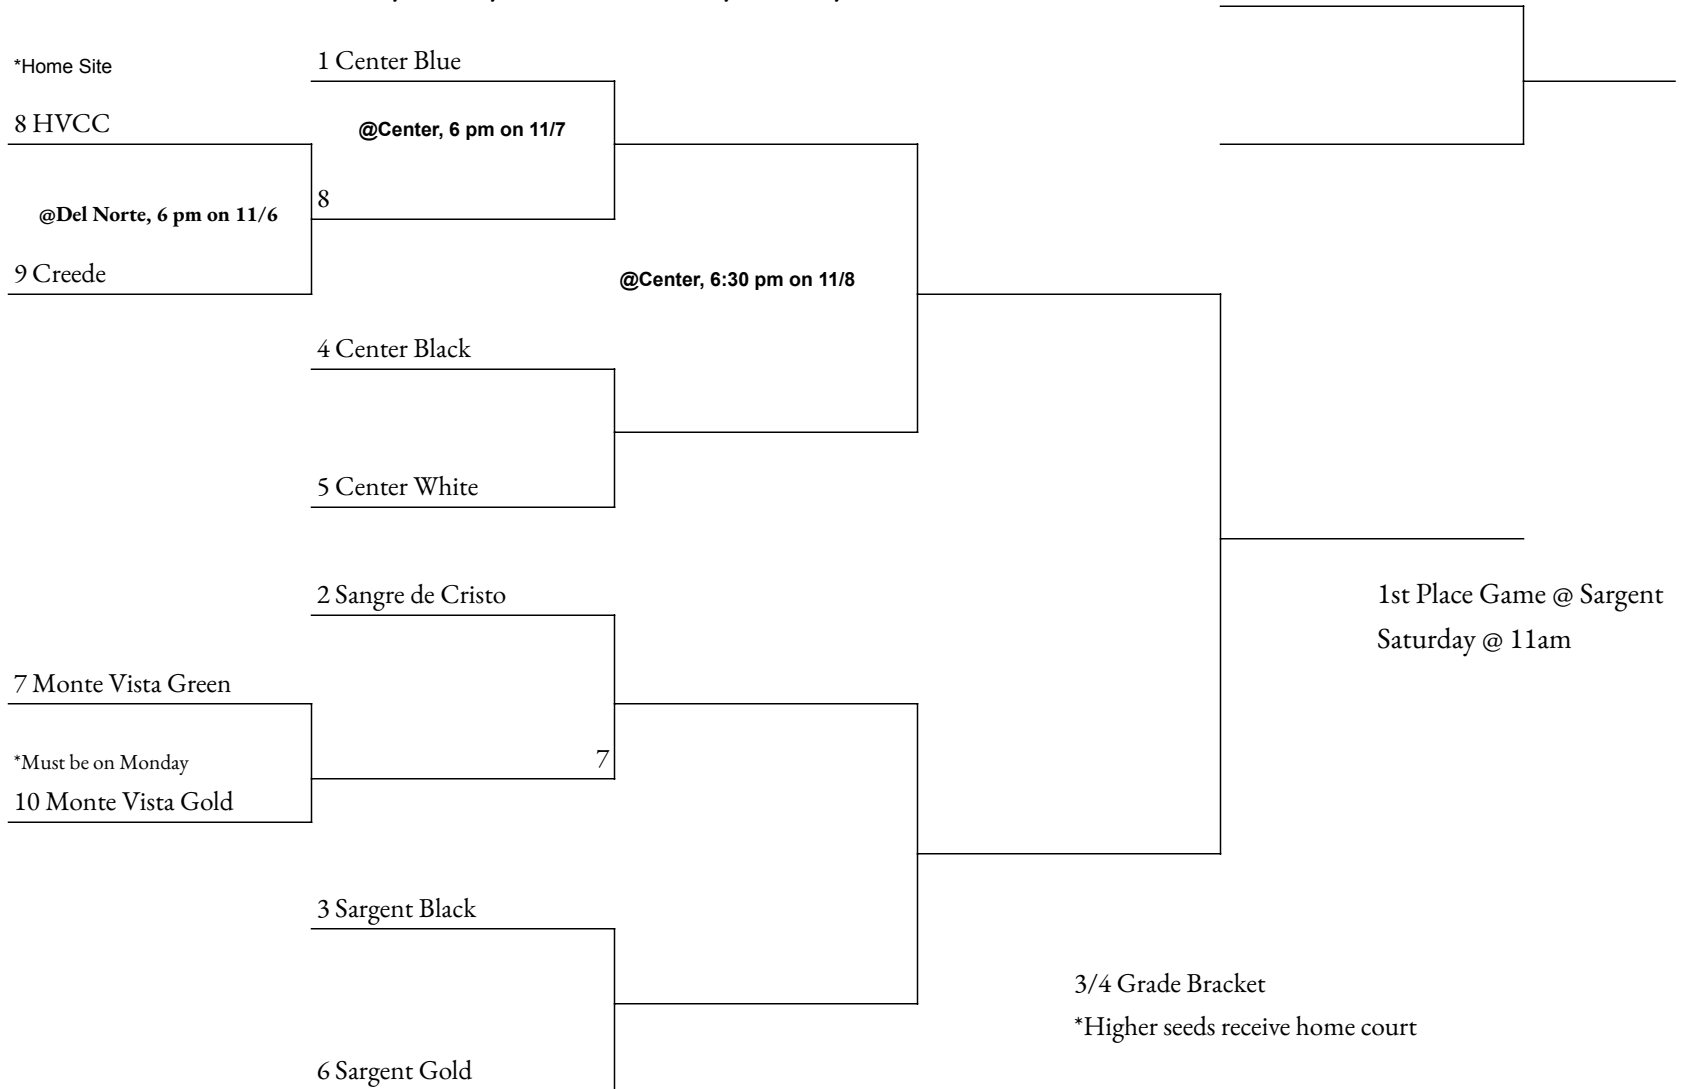 *Home Site
1 Center Blue
8 HVCC
@Center, 6 pm on 11/7
8
@Del Norte, 6 pm on 11/6
9 Creede
@Center, 6:30 pm on 11/8
4 Center Black
5 Center White
2 Sangre de Cristo
1st Place Game @ Sargent
Saturday @ 11am
7 Monte Vista Green
7
*Must be on Monday
10 Monte Vista Gold
3 Sargent Black
3/4 Grade Bracket
*Higher seeds receive home court
6 Sargent Gold